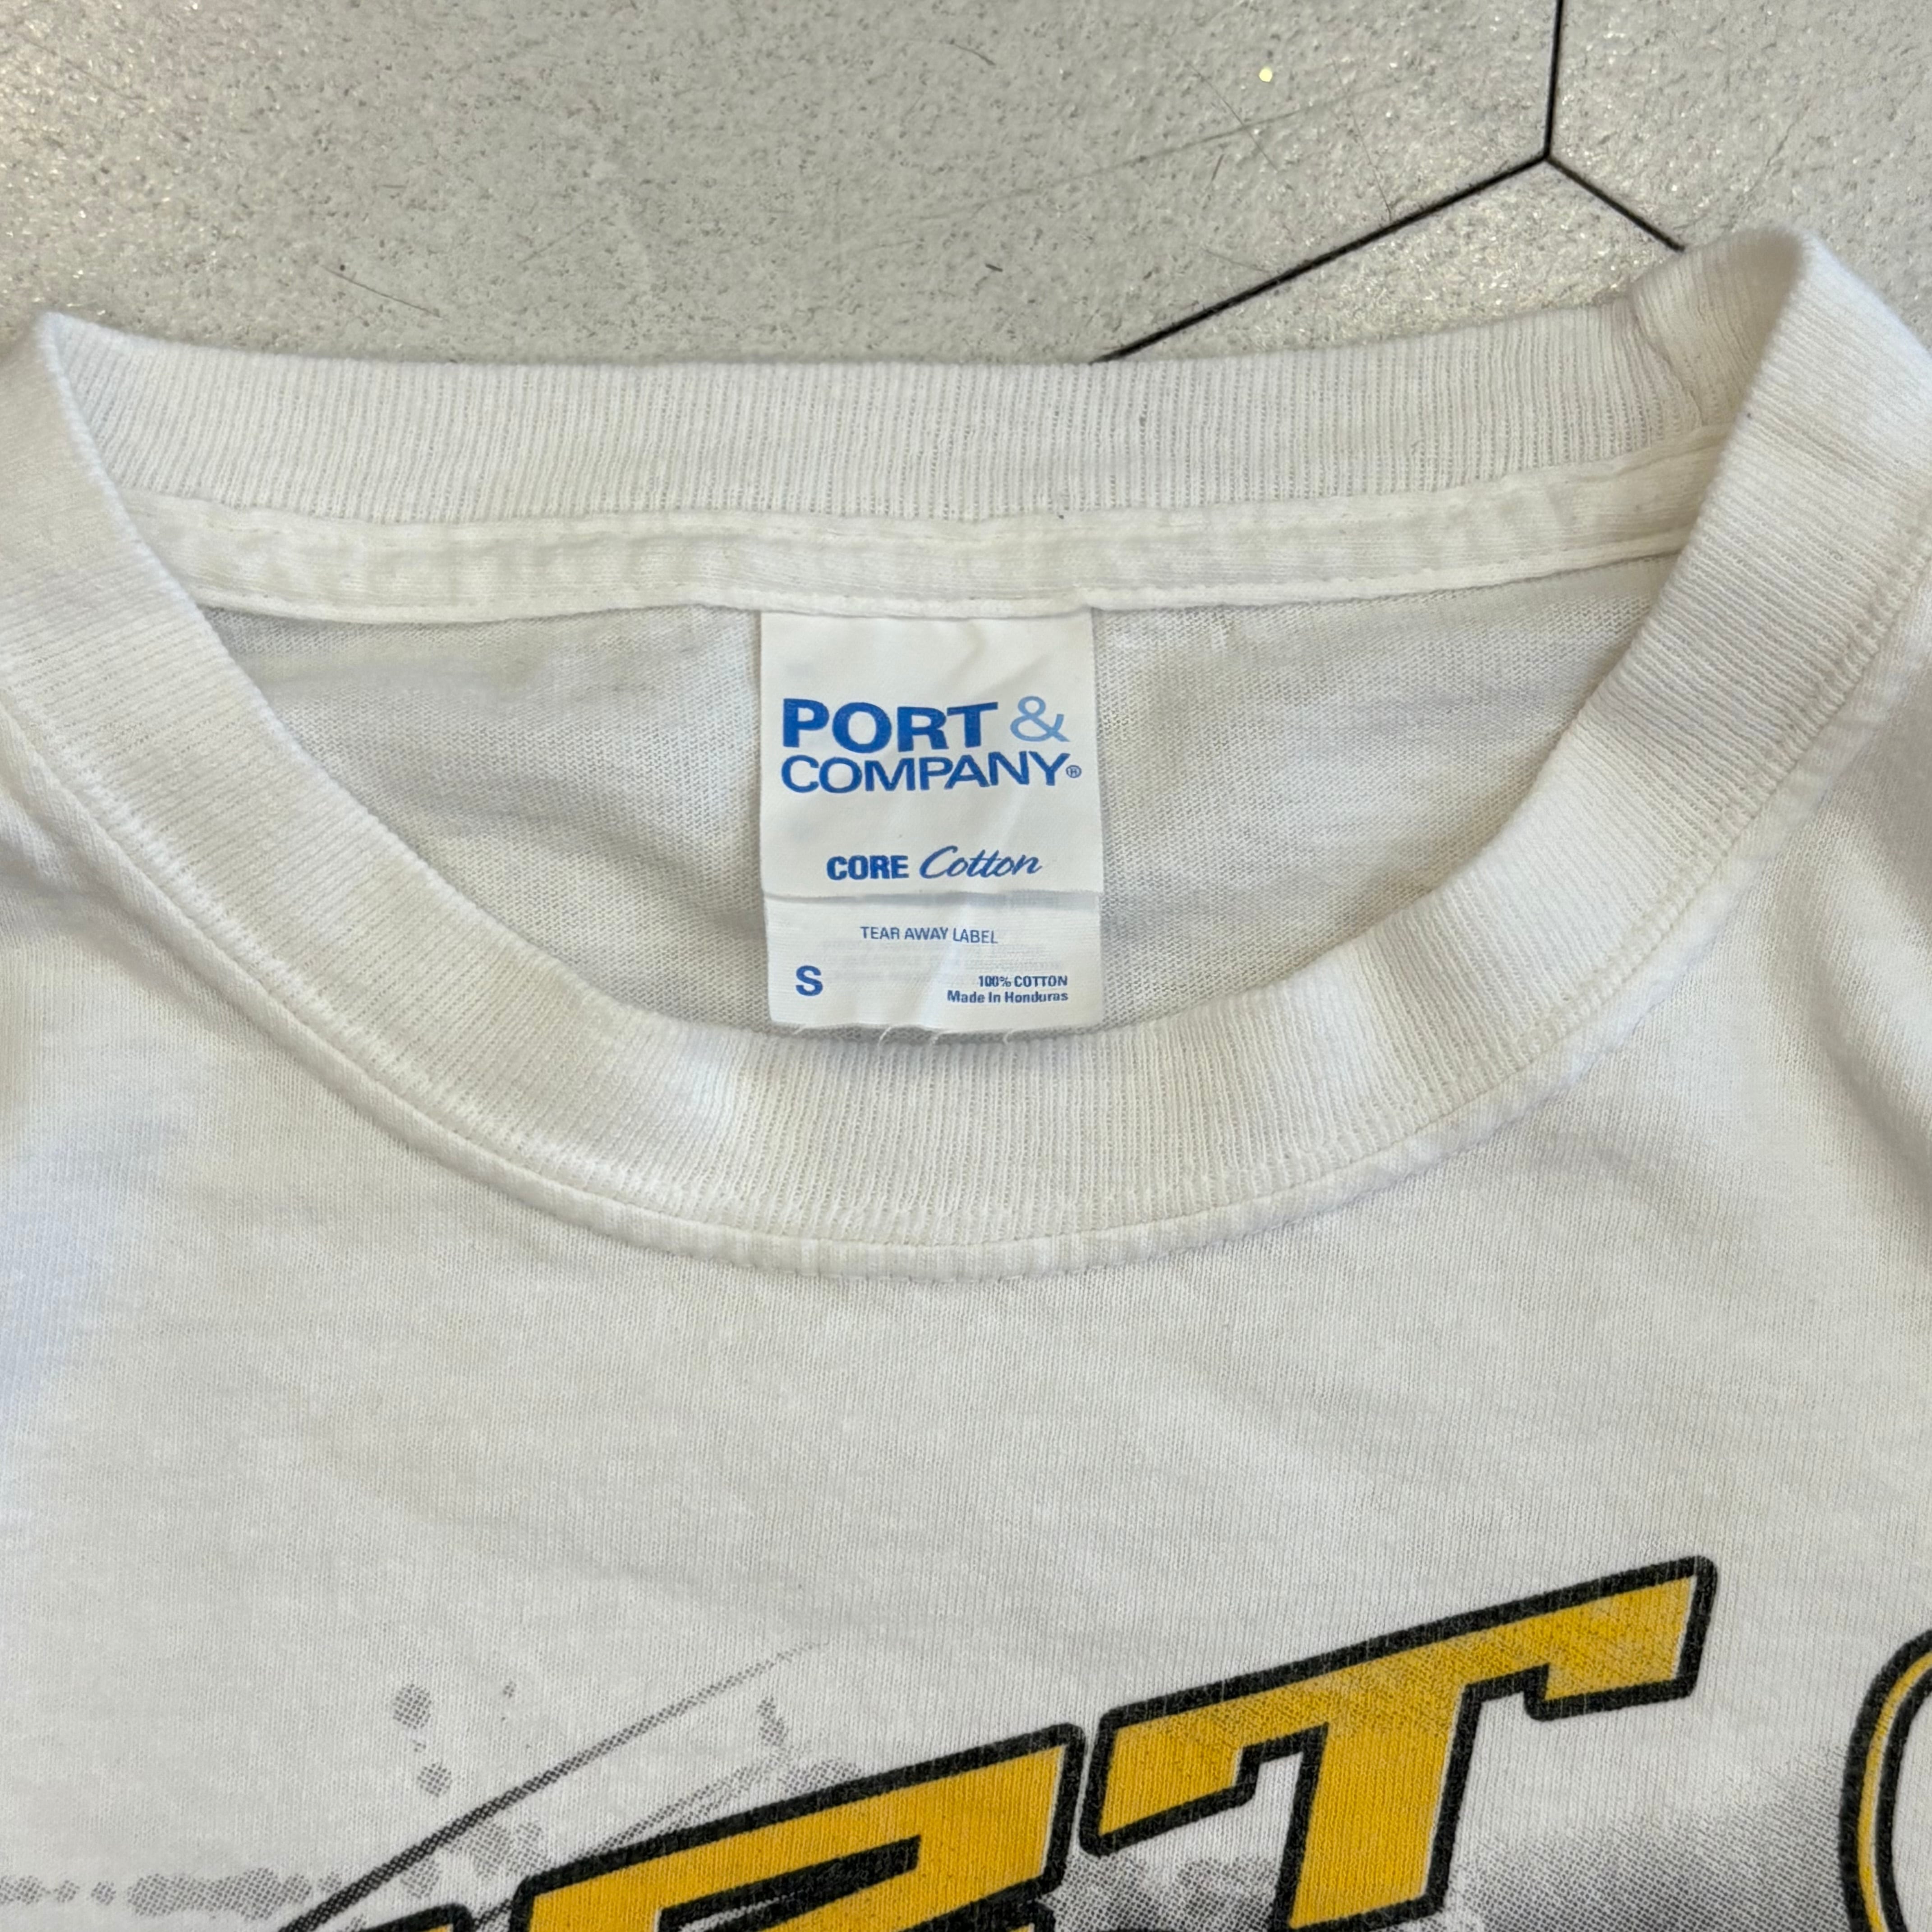 PORT &
COMPANY®
CORE Cotton
TEAR AWAY LABEL
S
100% COTTON
Made In Honduras